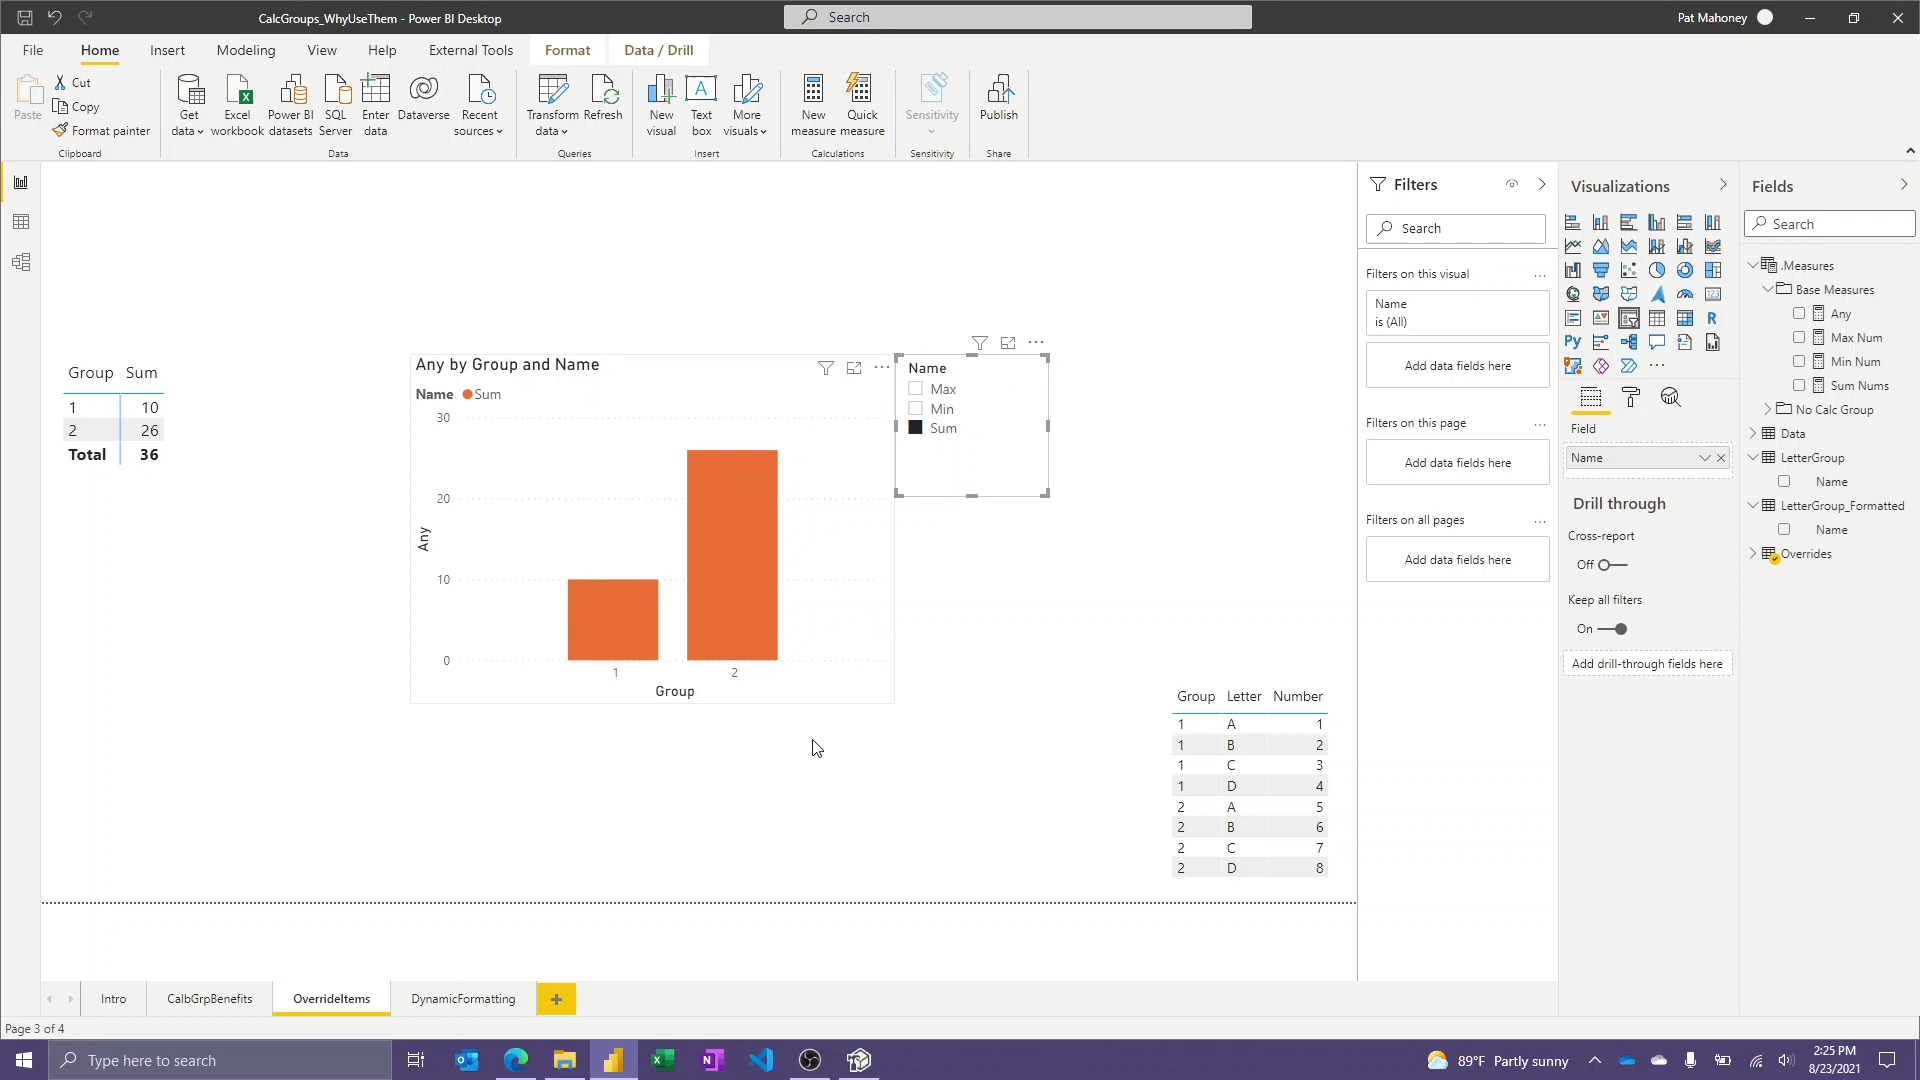 CalcGroups_WhyUseThem - Power BI Desktop
Search
Pat Mahoney
File
Home
Insert
Modeling
View
Help
External Tools
Format
Data / Drill
Paste
Cut
Copy
Format painter
Clipboard
Get data
Excel workbook
Power BI datasets
SQL Server
Enter data
Dataverse
Recent sources
Data
Transform data
Refresh
Queries
New visual
Text box
More visuals
Insert
New measure
Quick measure
Calculations
Sensitivity
Sensitivity
Publish
Share
Group Sum
1 10
2 26
Total 36
Any by Group and Name
Name Sum
30
20
10
0
Any
1 2
Group
Name
Max
Min
Sum
Group Letter Number
1 A 1
1 B 2
1 C 3
1 D 4
2 A 5
2 B 6
2 C 7
2 D 8
Filters
Search
Filters on this visual
Name
is (All)
Add data fields here
Filters on this page
Add data fields here
Filters on all pages
Add data fields here
Visualizations
R
Py
123
Field
Name
Drill through
Cross-report
Off
Keep all filters
On
Add drill-through fields here
Fields
Search
.Measures
Base Measures
Any
Max Num
Min Num
Sum Nums
No Calc Group
Data
LetterGroup
Name
LetterGroup_Formatted
Name
Overrides
Intro
CalbGrpBenefits
OverrideItems
DynamicFormatting
Page 3 of 4
Type here to search
89°F Partly sunny
2:25 PM
8/23/2021